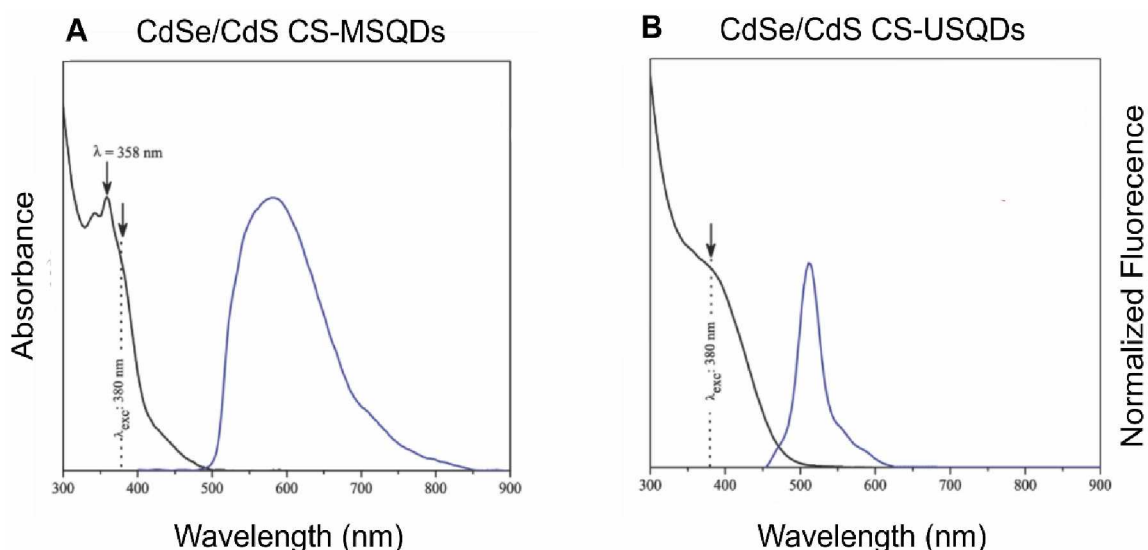 A CdSe/CdS CS-MSQDs
B CdSe/CdS CS-USQDs
Absorbance
λ = 358 nm
λexc: 380 nm
300 400 500 600 700 800 900
Wavelength (nm)
λexc: 380 nm
300 400 500 600 700 800 900
Wavelength (nm)
Normalized Fluorecence